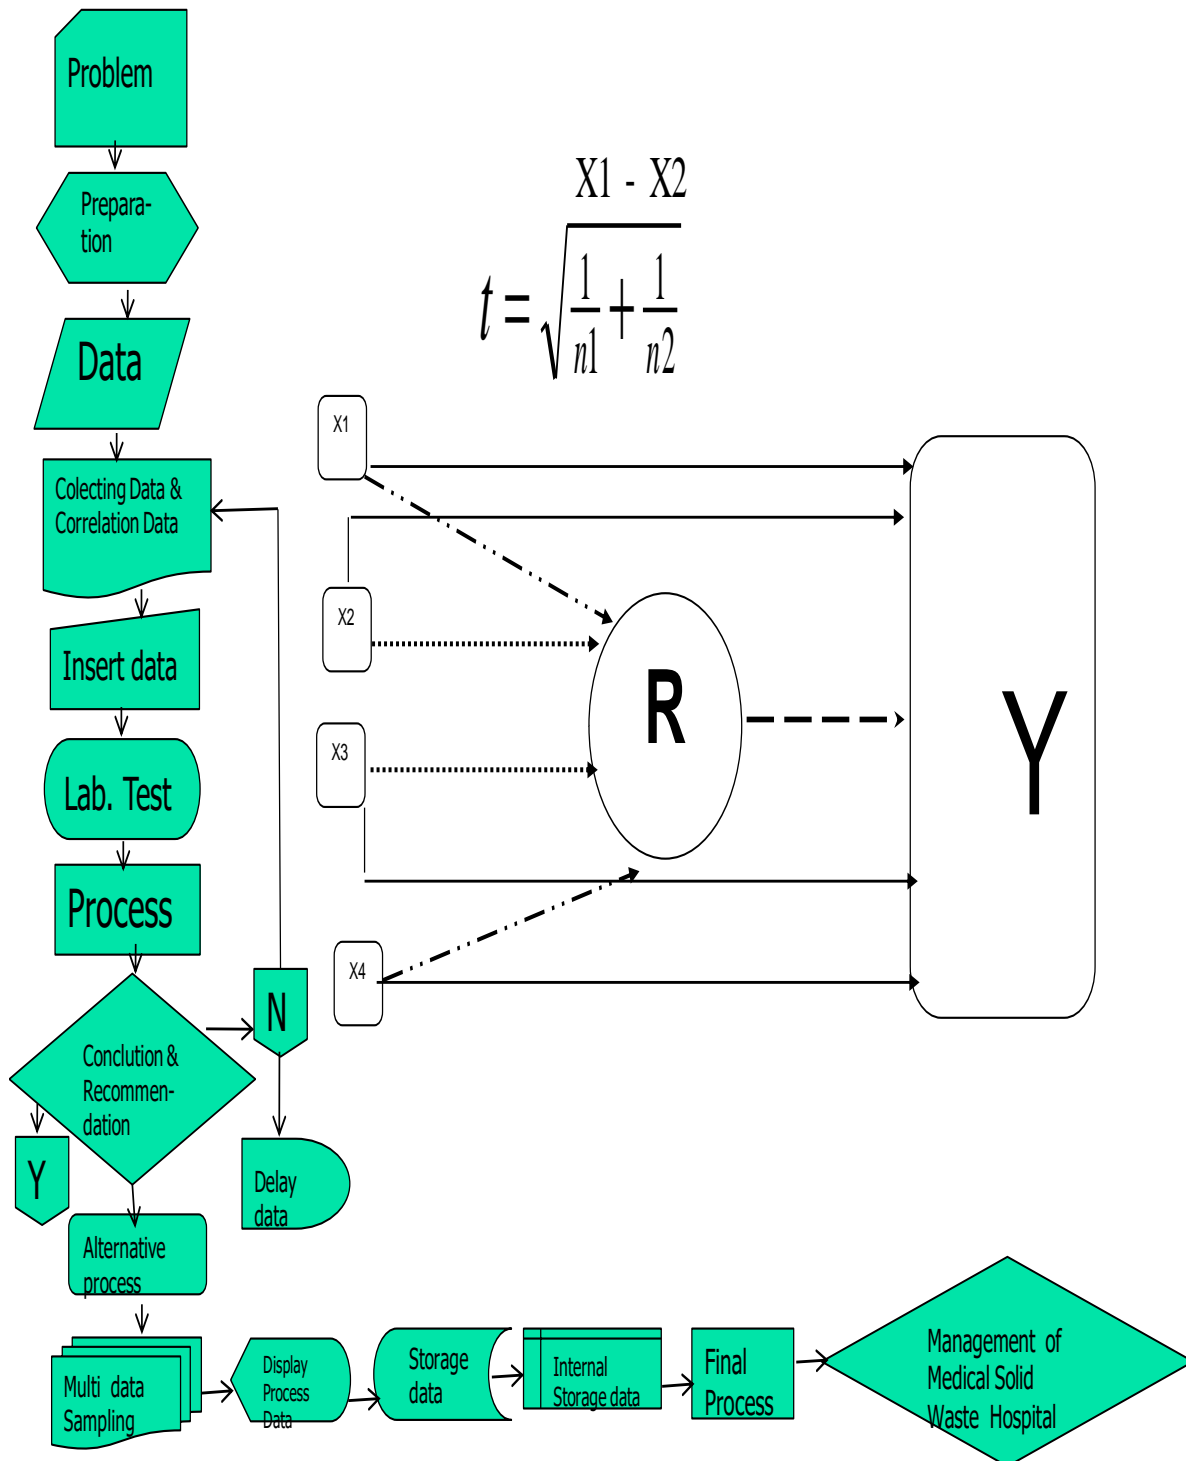 Problem
Prepara-
tion
Data
Colecting Data &
Correlation Data
Insert data
Lab. Test
Process
Conclution &
Recommen-
dation
N
Y
Delay
data
Alternative
process
Multi data
Sampling
Display
Process
Data
Storage
data
Internal
Storage data
Final
Process
Management of
Medical Solid
Waste Hospital
X1 - X2
t = √ 1/n1 + 1/n2
X1
X2
X3
X4
R
Y